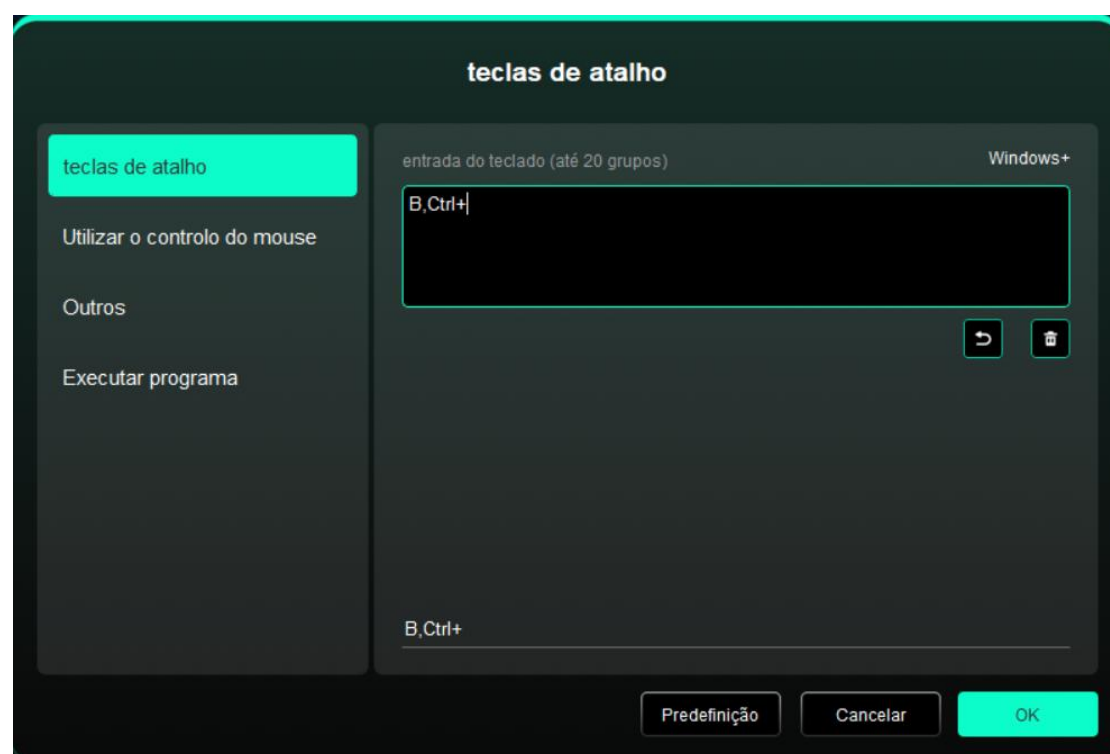 teclas de atalho
teclas de atalho
Utilizar o controlo do mouse
Outros
Executar programa
entrada do teclado (até 20 grupos)
Windows+
B,Ctrl+
B,Ctrl+
Predefinição
Cancelar
OK